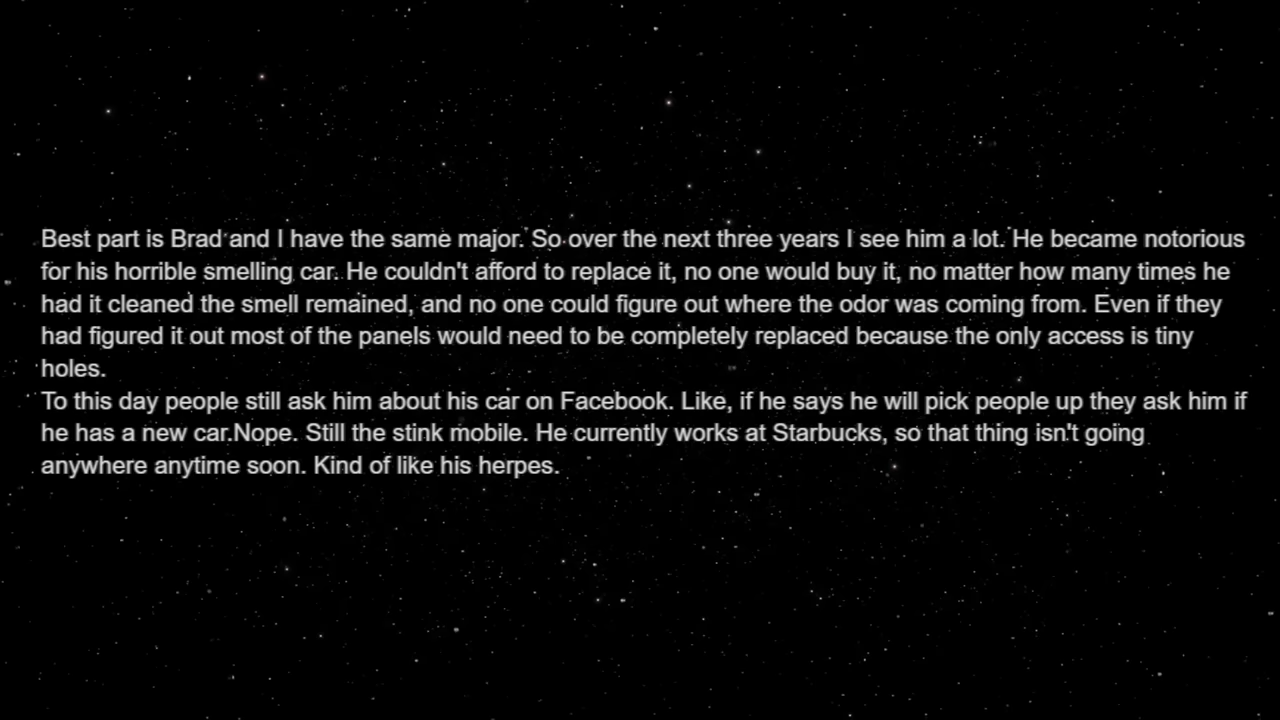 Best part is Brad and I have the same major. So over the next three years I see him a lot. He became notorious
for his horrible smelling car. He couldn't afford to replace it, no one would buy it, no matter how many times he
had it cleaned the smell remained, and no one could figure out where the odor was coming from. Even if they
had figured it out most of the panels would need to be completely replaced because the only access is tiny
holes.
To this day people still ask him about his car on Facebook. Like, if he says he will pick people up they ask him if
he has a new car.Nope. Still the stink mobile. He currently works at Starbucks, so that thing isn't going
anywhere anytime soon. Kind of like his herpes.